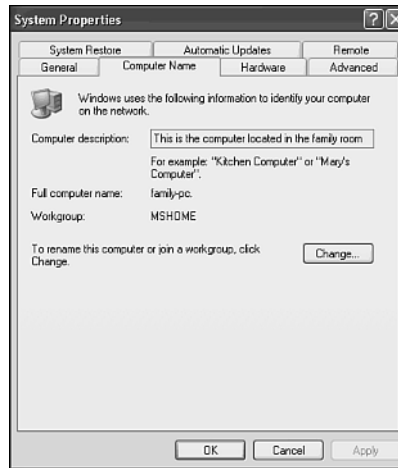 System Properties
System Restore Automatic Updates Remote
General Computer Name Hardware Advanced
Windows uses the following information to identify your computer
on the network.
Computer description: This is the computer located in the family room
For example: "Kitchen Computer" or "Mary's
Computer".
Full computer name: family-pc.
Workgroup: MSHOME
To rename this computer or join a workgroup, click
Change.
Change...
OK Cancel Apply